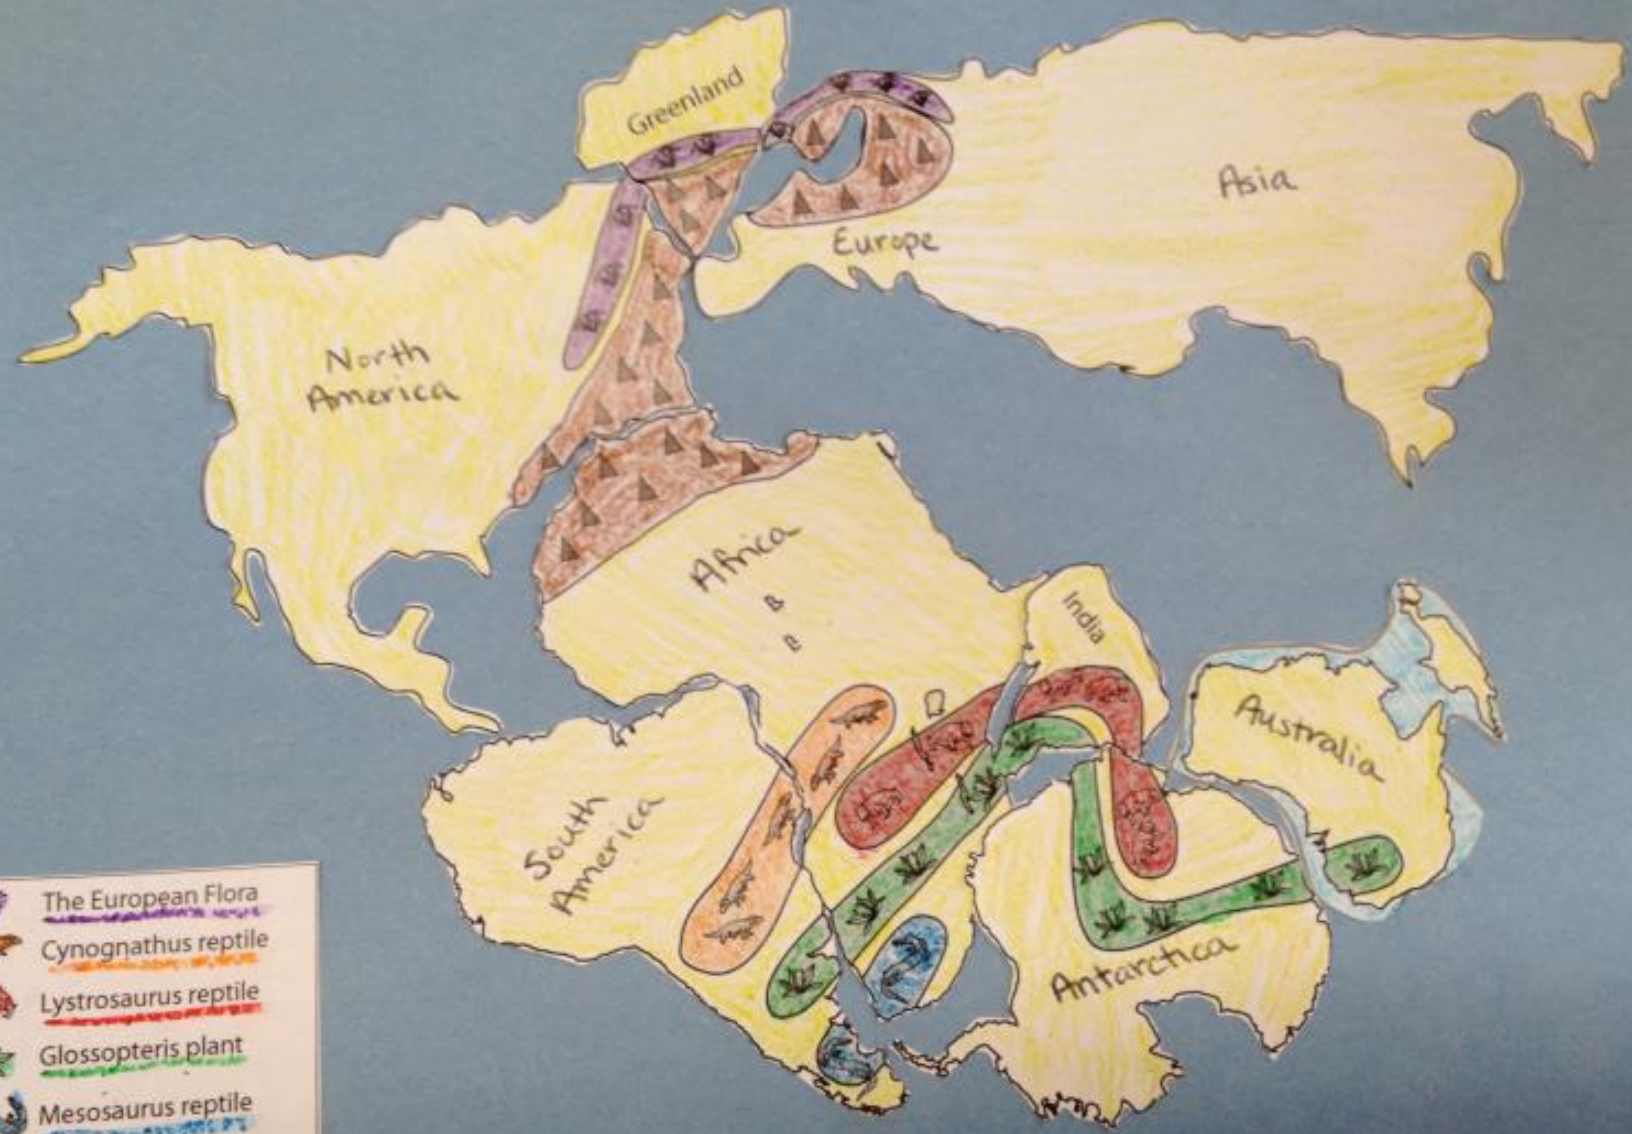 Greenland
Asia
Europe
North
America
Africa
B
B
India
Australia
South
America
Antarctica
The European Flora
Cynognathus reptile
Lystrosaurus reptile
Glossopteris plant
Mesosaurus reptile